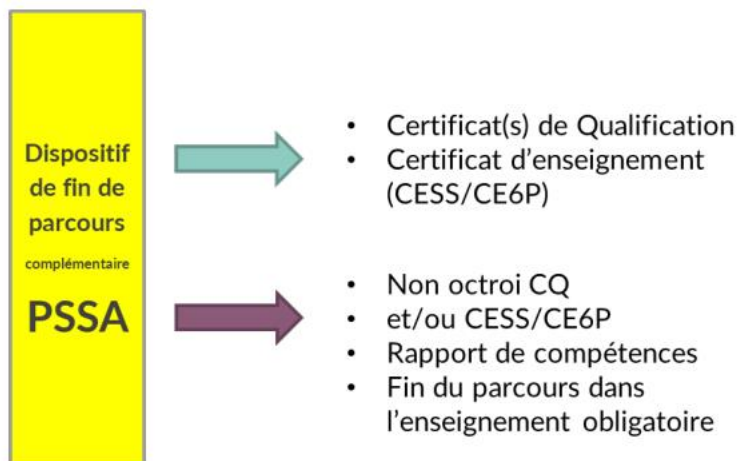 Dispositif
de fin de
parcours
complémentaire
PSSA
• Certificat(s) de Qualification
• Certificat d’enseignement
(CESS/CE6P)
• Non octroi CQ
• et/ou CESS/CE6P
• Rapport de compétences
• Fin du parcours dans
l’enseignement obligatoire